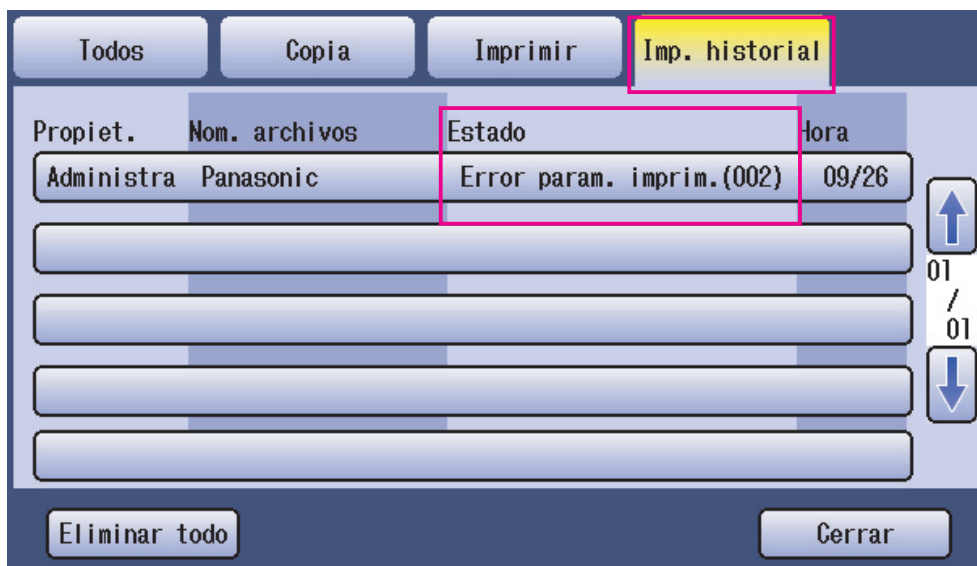 Todos Copia Imprimir Imp. historial
Propiet. Nom. archivos Estado Hora
Administra Panasonic Error param. imprim.(002) 09/26
01
/
01
Eliminar todo Cerrar